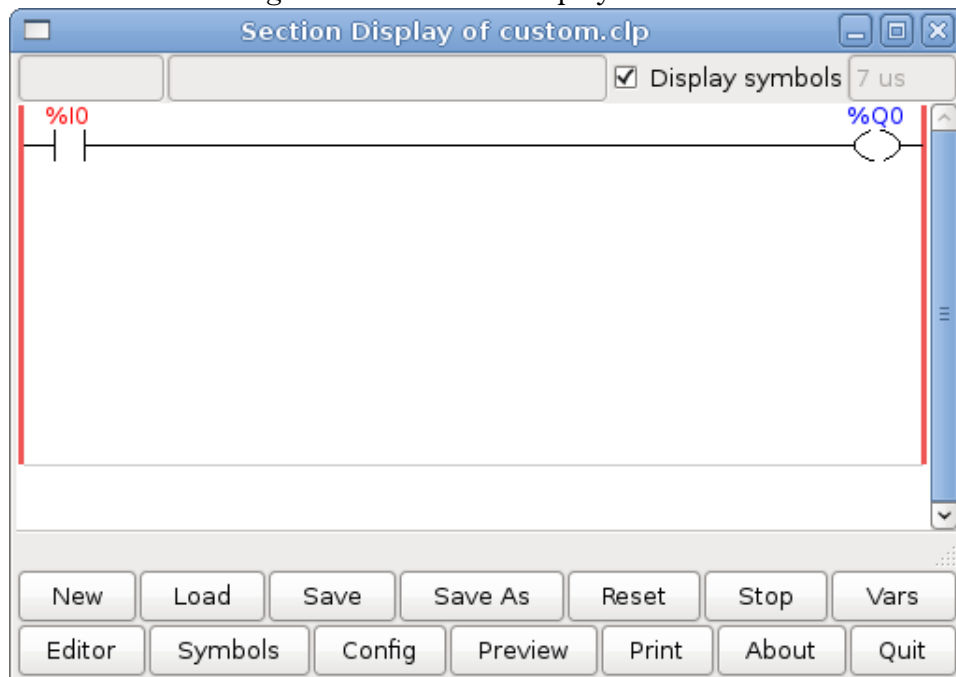 Section Display of custom.clp
Display symbols 7 us
%I0 %Q0
New Load Save Save As Reset Stop Vars
Editor Symbols Config Preview Print About Quit